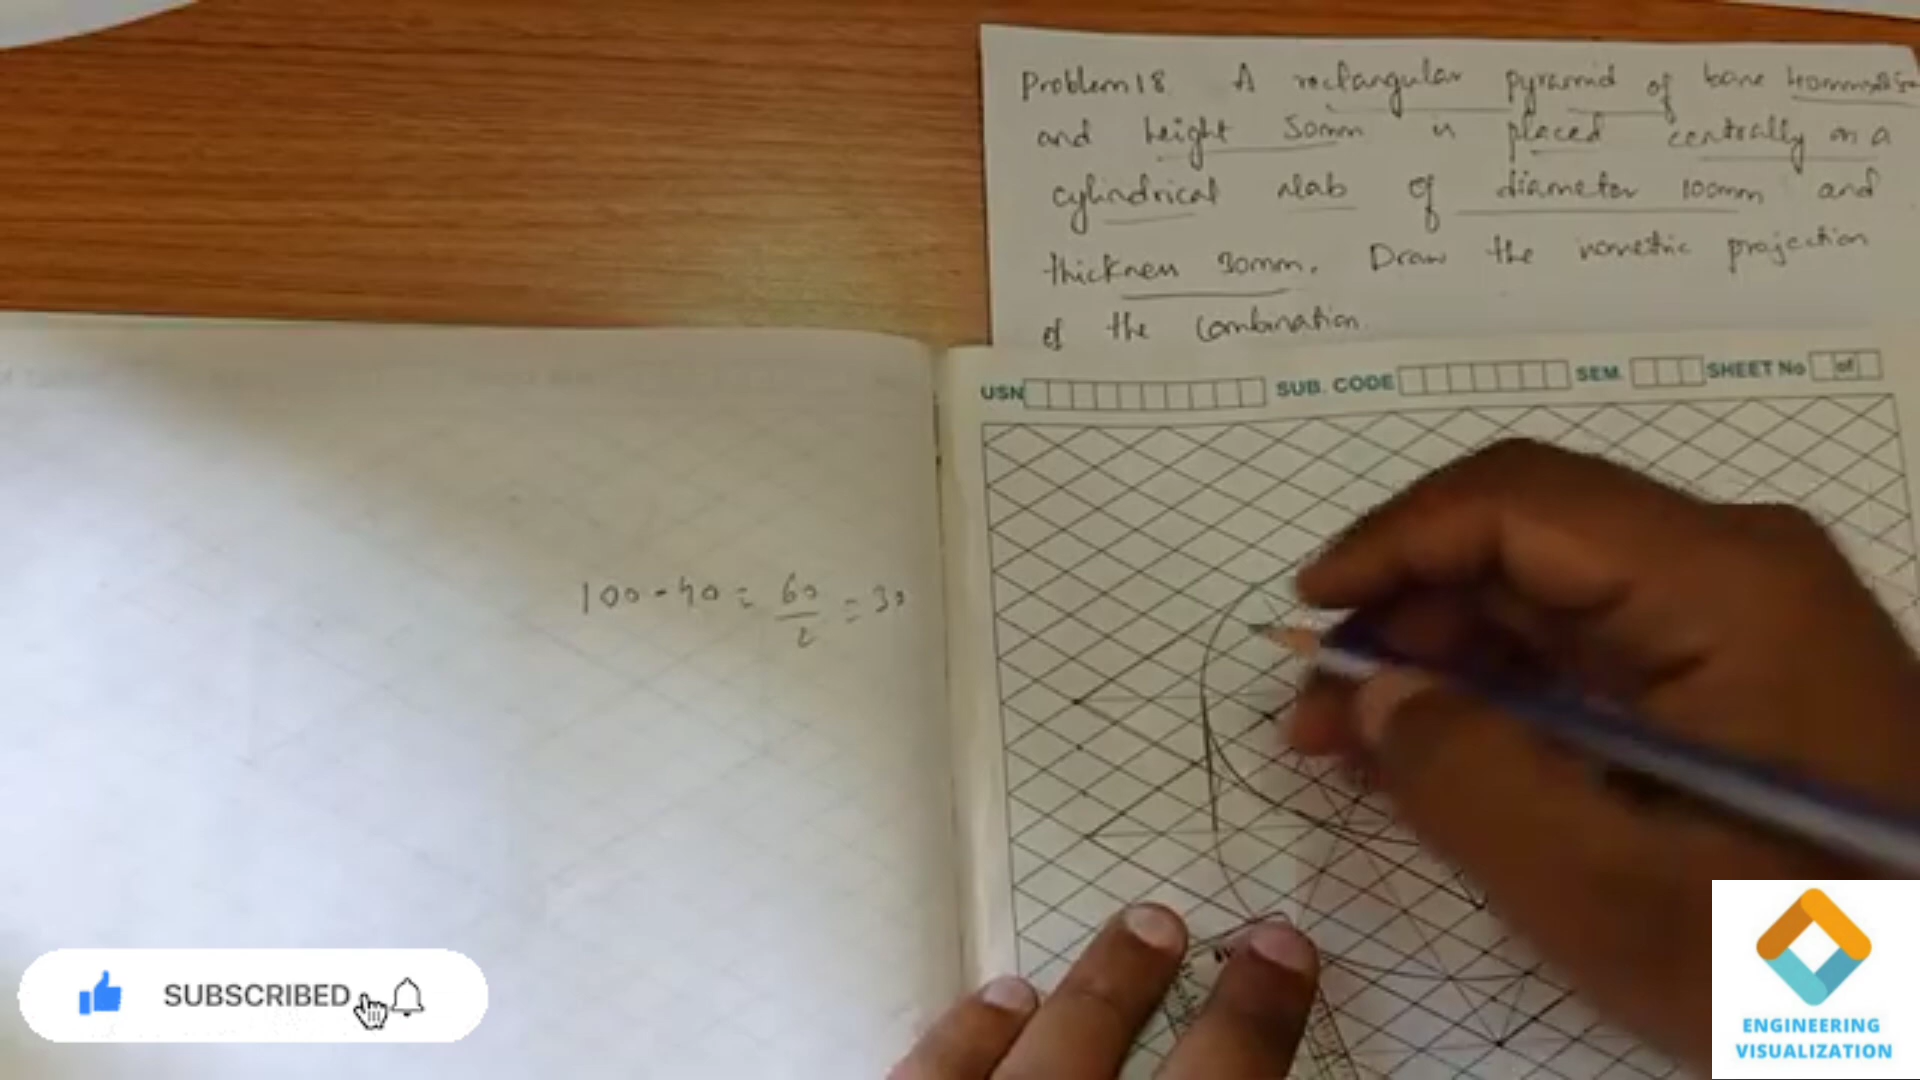 Problem 18 A rectangular pyramid of base 40mmx25mm
and height 50mm is placed centrally on a
cylindrical slab of diameter 100mm and
thickness 30mm. Draw the isometric projection
of the combination.
USN SUB. CODE SEM. SHEET No of
100-40 = 60/2 = 30
SUBSCRIBED
ENGINEERING
VISUALIZATION